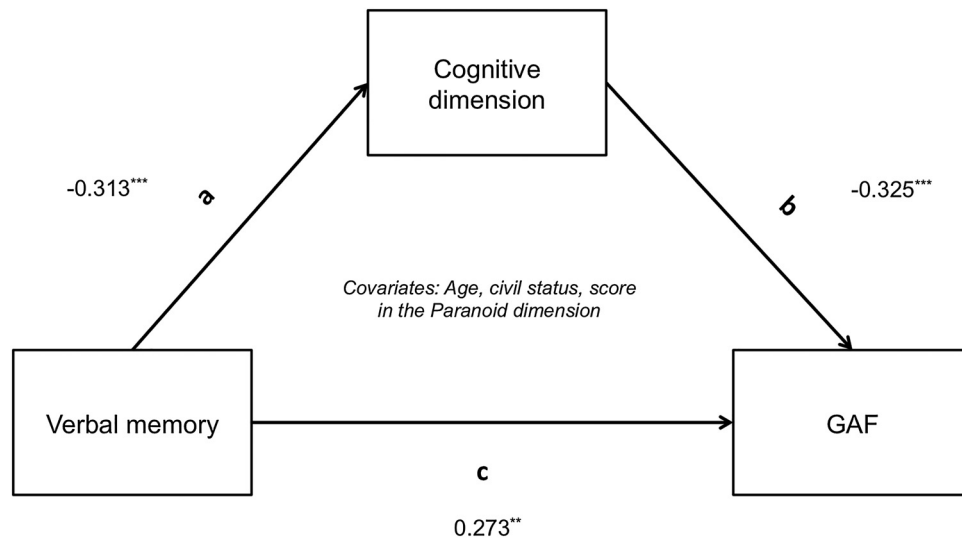 Cognitive
dimension
-0.313***
a
b
-0.325***
Covariates: Age, civil status, score
in the Paranoid dimension
Verbal memory
GAF
c
0.273**